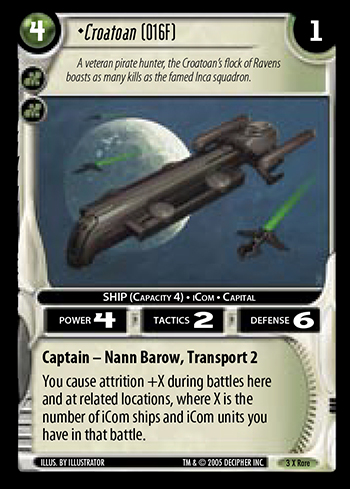 4
•Croatoan (016F)
1
A veteran pirate hunter, the Croatoan's flock of Ravens
boasts as many kills as the famed Inca squadron.
SHIP (CAPACITY 4) • iCOM • CAPITAL
POWER 4 TACTICS 2 DEFENSE 6
Captain – Nann Barow, Transport 2
You cause attrition +X during battles here
and at related locations, where X is the
number of iCom ships and iCom units you
have in that battle.
ILLUS. BY ILLUSTRATOR TM & © 2005 DECIPHER INC. 3 X Rare